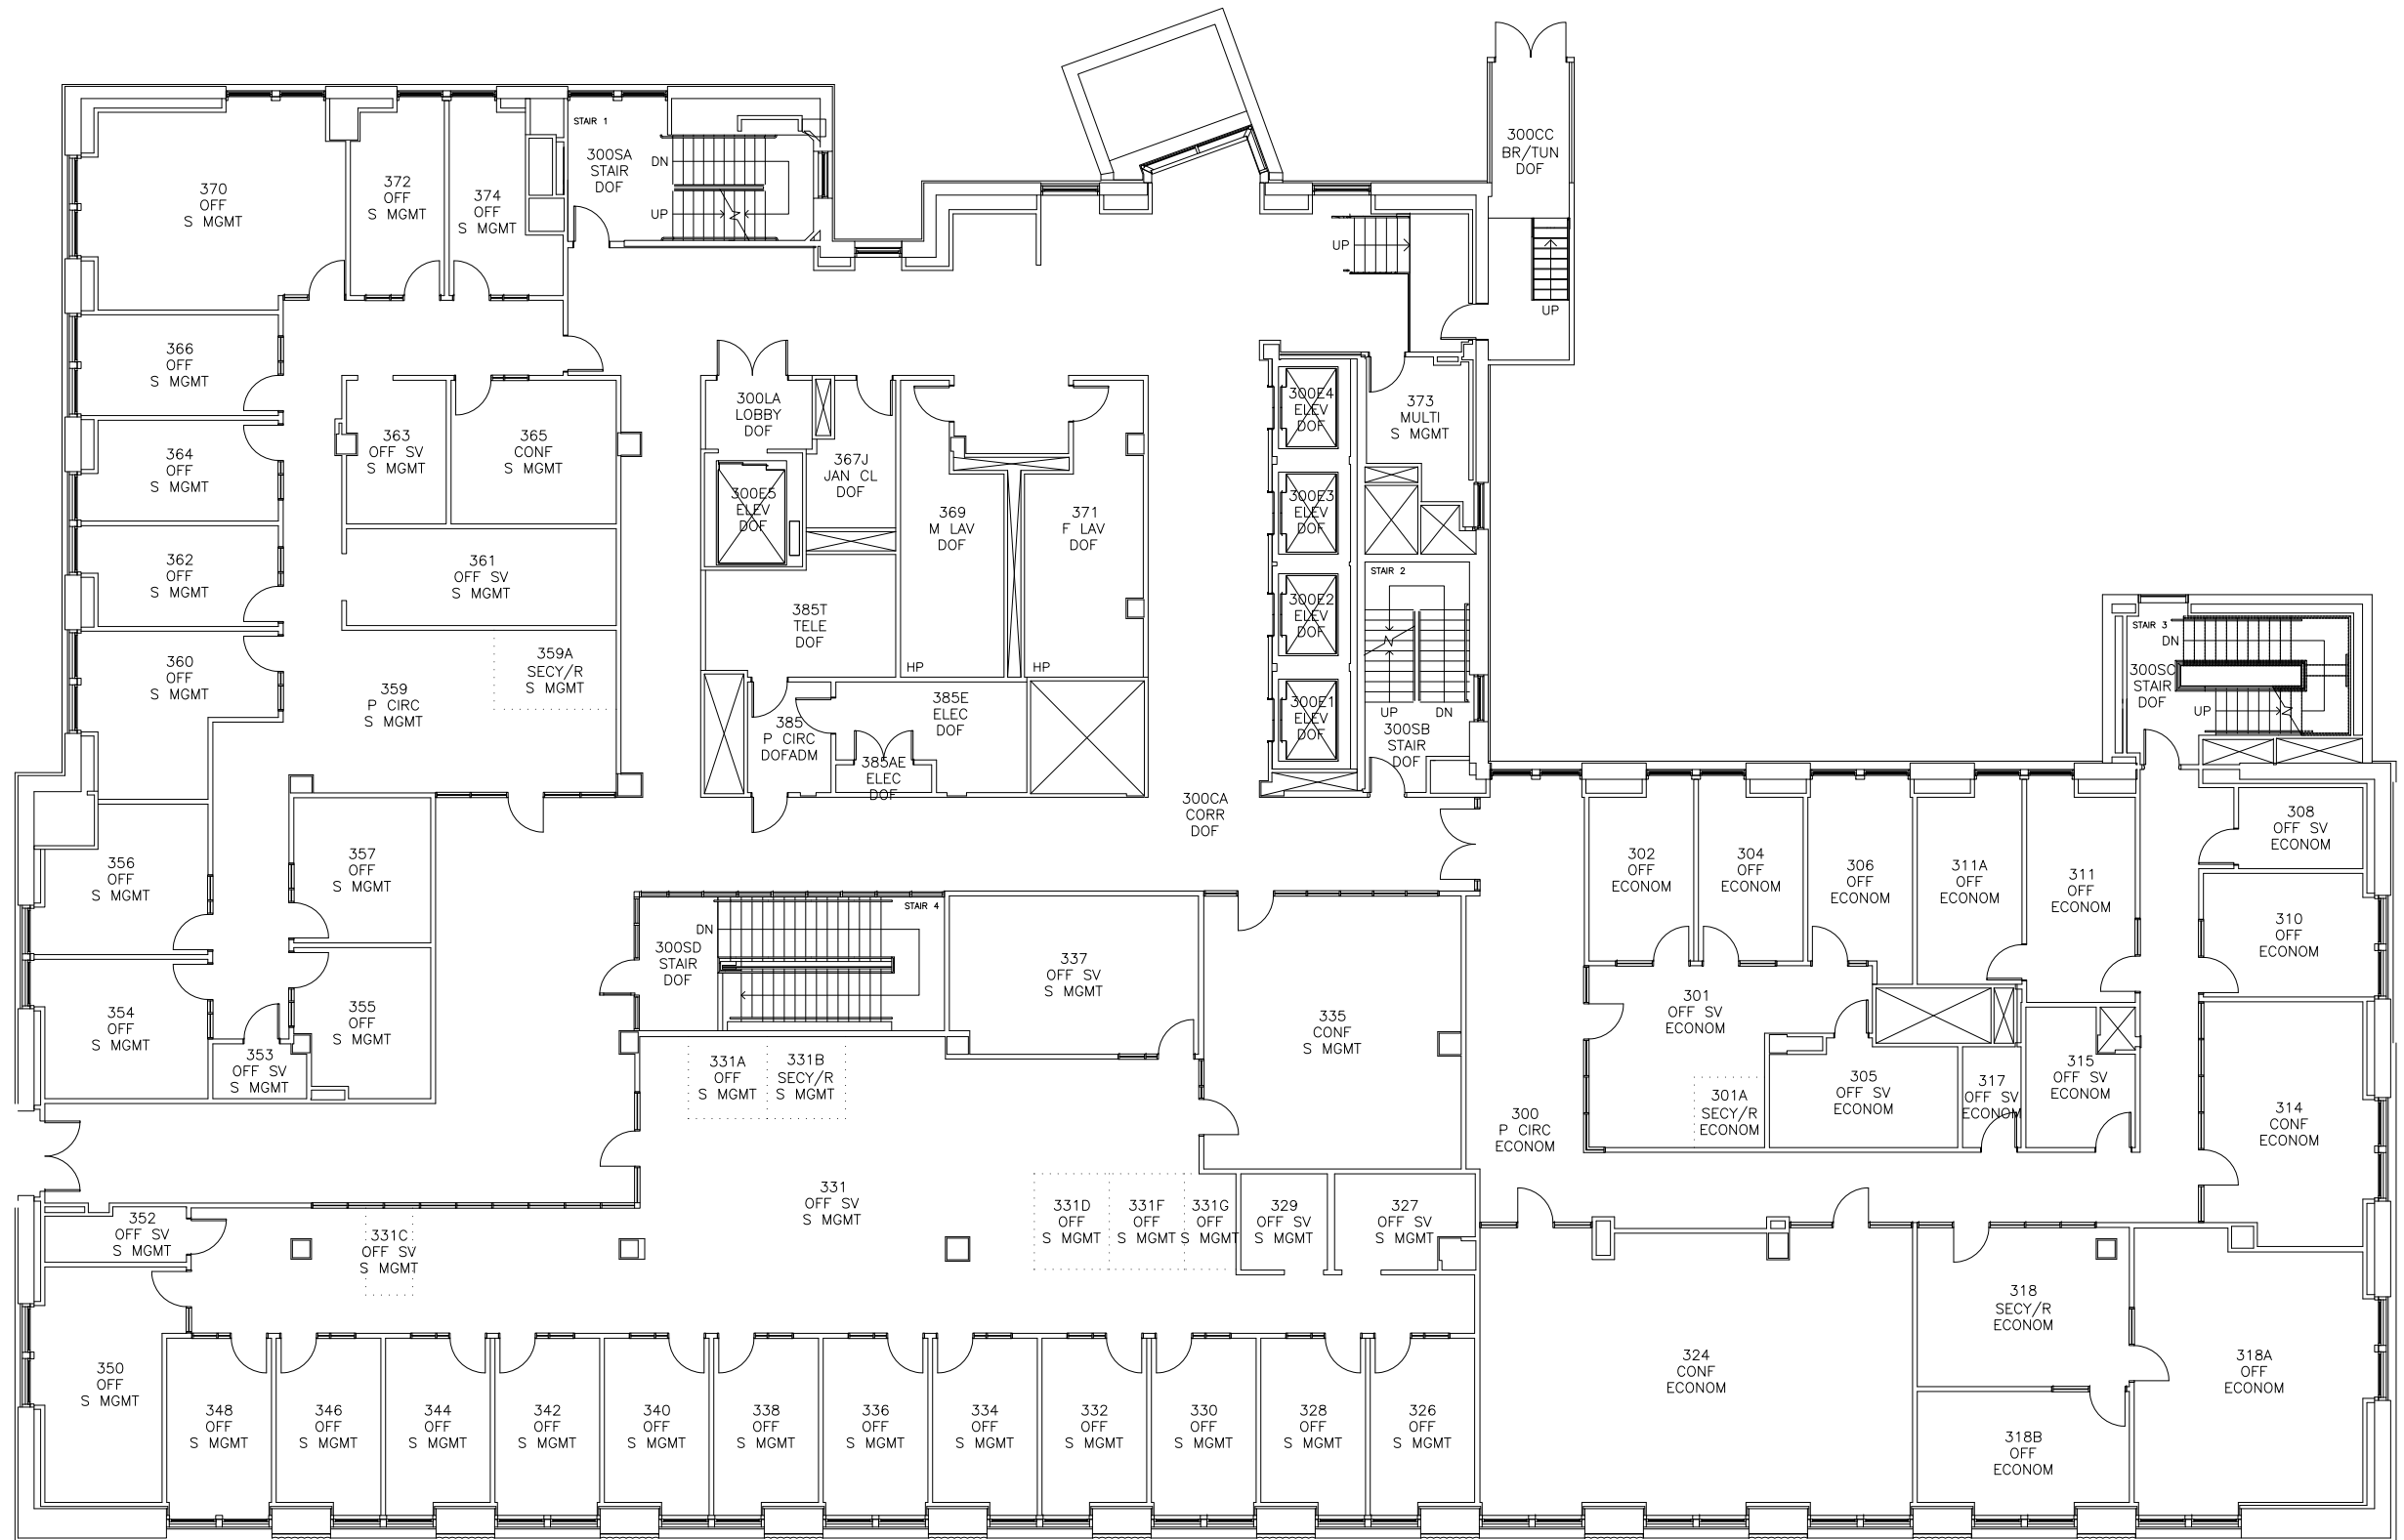 STAIR 1
300SA
STAIR
DOF
DN
UP
300CC
BR/TUN
DOF
UP
UP
370
OFF
S MGMT
372
OFF
S MGMT
374
OFF
S MGMT
366
OFF
S MGMT
364
OFF
S MGMT
362
OFF
S MGMT
360
OFF
S MGMT
363
OFF SV
S MGMT
365
CONF
S MGMT
361
OFF SV
S MGMT
359A
SECY/R
S MGMT
359
P CIRC
S MGMT
300LA
LOBBY
DOF
300E5
ELEV
DOF
367J
JAN CL
DOF
369
M LAV
DOF
HP
371
F LAV
DOF
HP
385T
TELE
DOF
385
P CIRC
DOFADM
385E
ELEC
DOF
385AE
ELEC
DOF
300E4
ELEV
DOF
300E3
ELEV
DOF
300E2
ELEV
DOF
300E1
ELEV
DOF
373
MULTI
S MGMT
STAIR 2
UP
DN
300SB
STAIR
DOF
300CA
CORR
DOF
STAIR 3
DN
300SC
STAIR
DOF
UP
356
OFF
S MGMT
357
OFF
S MGMT
354
OFF
S MGMT
355
OFF
S MGMT
353
OFF SV
S MGMT
STAIR 4
DN
300SD
STAIR
DOF
337
OFF SV
S MGMT
335
CONF
S MGMT
302
OFF
ECONOM
304
OFF
ECONOM
306
OFF
ECONOM
311A
OFF
ECONOM
311
OFF
ECONOM
308
OFF SV
ECONOM
310
OFF
ECONOM
301
OFF SV
ECONOM
301A
SECY/R
ECONOM
305
OFF SV
ECONOM
317
OFF SV
ECONOM
315
OFF SV
ECONOM
314
CONF
ECONOM
300
P CIRC
ECONOM
331A
OFF
S MGMT
331B
SECY/R
S MGMT
331
OFF SV
S MGMT
331D
OFF
S MGMT
331F
OFF
S MGMT
331G
OFF
S MGMT
329
OFF SV
S MGMT
327
OFF SV
S MGMT
352
OFF SV
S MGMT
331C
OFF SV
S MGMT
350
OFF
S MGMT
348
OFF
S MGMT
346
OFF
S MGMT
344
OFF
S MGMT
342
OFF
S MGMT
340
OFF
S MGMT
338
OFF
S MGMT
336
OFF
S MGMT
334
OFF
S MGMT
332
OFF
S MGMT
330
OFF
S MGMT
328
OFF
S MGMT
326
OFF
S MGMT
324
CONF
ECONOM
318
SECY/R
ECONOM
318A
OFF
ECONOM
318B
OFF
ECONOM